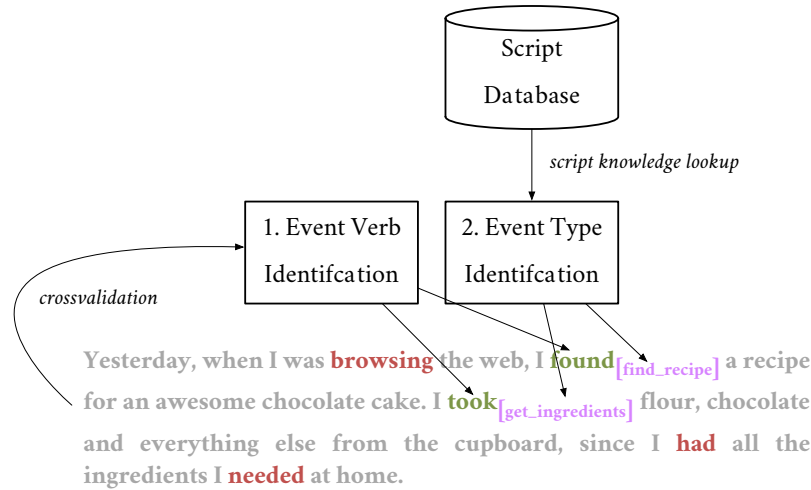 Script
Database
script knowledge lookup
1. Event Verb
Identifcation
2. Event Type
Identifcation
crossvalidation
Yesterday, when I was browsing the web, I found[find_recipe] a recipe
for an awesome chocolate cake. I took[get_ingredients] flour, chocolate
and everything else from the cupboard, since I had all the
ingredients I needed at home.